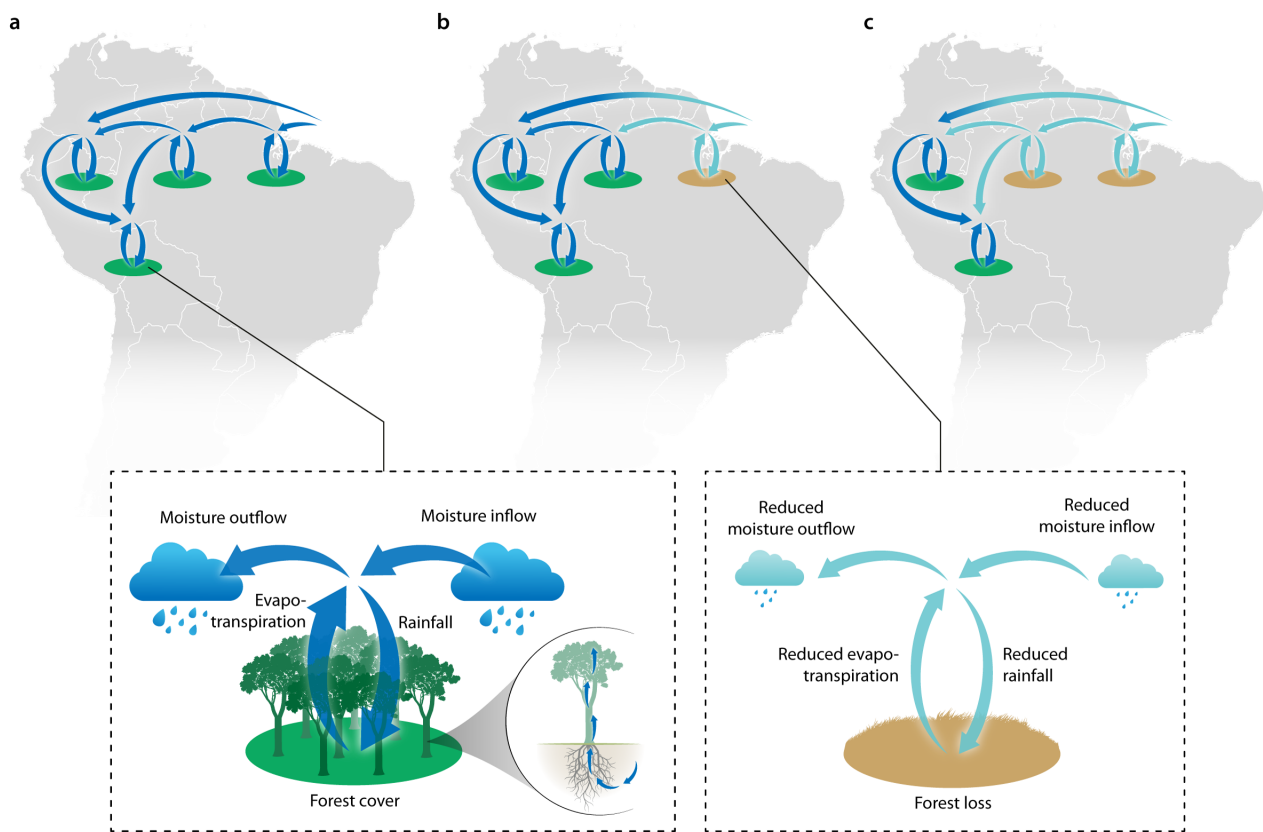 a
b
c
Moisture outflow
Moisture inflow
Evapo-
transpiration
Rainfall
Forest cover
Reduced
moisture outflow
Reduced
moisture inflow
Reduced evapo-
transpiration
Reduced
rainfall
Forest loss